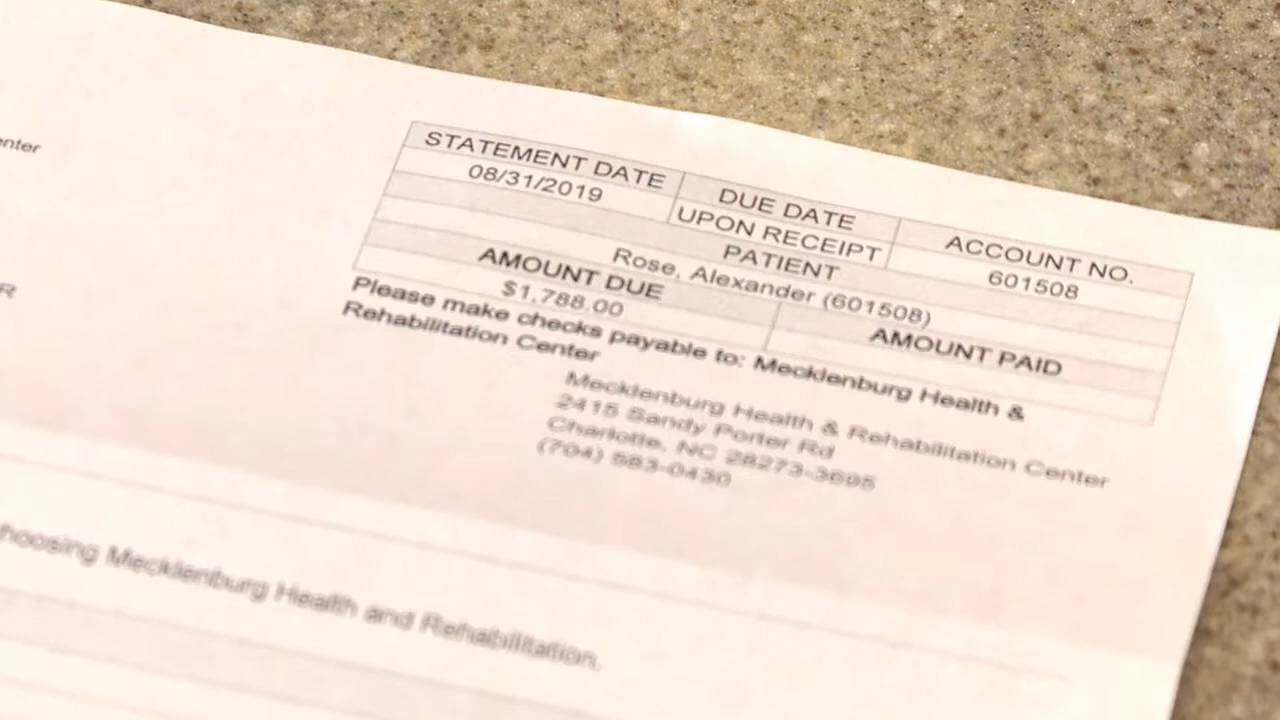 enter
R
STATEMENT DATE DUE DATE ACCOUNT NO.
08/31/2019 UPON RECEIPT 601508
PATIENT
Rose, Alexander (601508)
AMOUNT DUE AMOUNT PAID
$1,788.00
Please make checks payable to: Mecklenburg Health &
Rehabilitation Center
Mecklenburg Health & Rehabilitation Center
2415 Sandy Porter Rd
Charlotte, NC 28273-3695
(704) 583-0430
hoosing Mecklenburg Health and Rehabilitation.